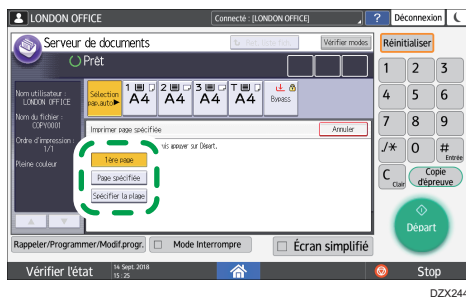 LONDON OFFICE
Connecté : [LONDON OFFICE]
?
Déconnexion
Serveur de documents
Vérifier modes
Réinitialiser
Prêt
1 2 3
Nom utilisateur :
LONDON OFFICE
Sélection
pap.auto▶
1 A4
2 A4
3 A4
T A4
Bypass
4 5 6
Nom du fichier :
COPY0001
Imprimer page spécifiée
Annuler
7 8 9
Ordre d'impression :
1/1
uis appuyer sur Départ.
./* 0 #
Entrée
Pleine couleur
1ère page
Page spécifiée
Spécifier la plage
C
Clair
Copie
d'épreuve
Départ
Rappeler/Programmer/Modif.progr.
Mode Interrompre
Écran simplifié
Vérifier l'état
14 Sept. 2018
15 : 25
Stop
DZX244